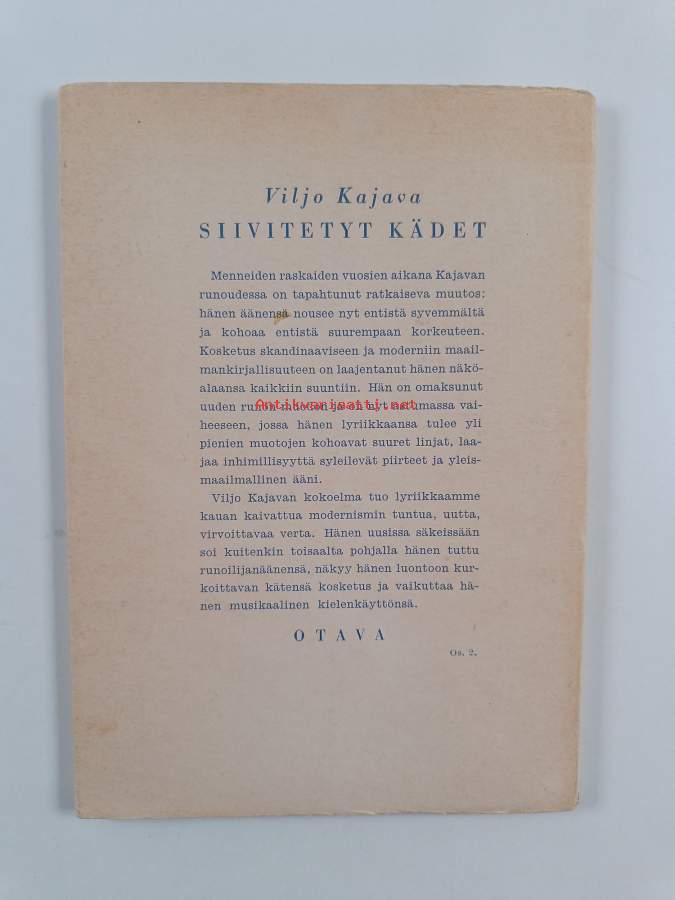 Viljo Kajava
SIIVITETYT KÄDET
Menneiden raskaiden vuosien aikana Kajavan
runoudessa on tapahtunut ratkaiseva muutos:
hänen äänensä nousee nyt entistä syvemmältä
ja kohoaa entistä suurempaan korkeuteen.
Kosketus skandinaaviseen ja moderniin maail-
mankirjallisuuteen on laajentanut hänen näkö-
alaansa kaikkiin suuntiin. Hän on omaksunut
Antikvariaatti.net
uuden runon muodon ja on nyt astumassa vai-
heeseen, jossa hänen lyriikkaansa tulee yli
pienien muotojen kohoavat suuret linjat, laa-
jaa inhimillisyyttä syleilevät piirteet ja yleis-
maailmallinen ääni.
Viljo Kajavan kokoelma tuo lyriikkaamme
kauan kaivattua modernismin tuntua, uutta,
virvoittavaa verta. Hänen uusissa säkeissään
soi kuitenkin toisaalta pohjalla hänen tuttu
runoilijanäänensä, näkyy hänen luontoon kur-
koittavan kätensä kosketus ja vaikuttaa hä-
nen musikaalinen kielenkäyttönsä.
OTAVA
Os. 2.